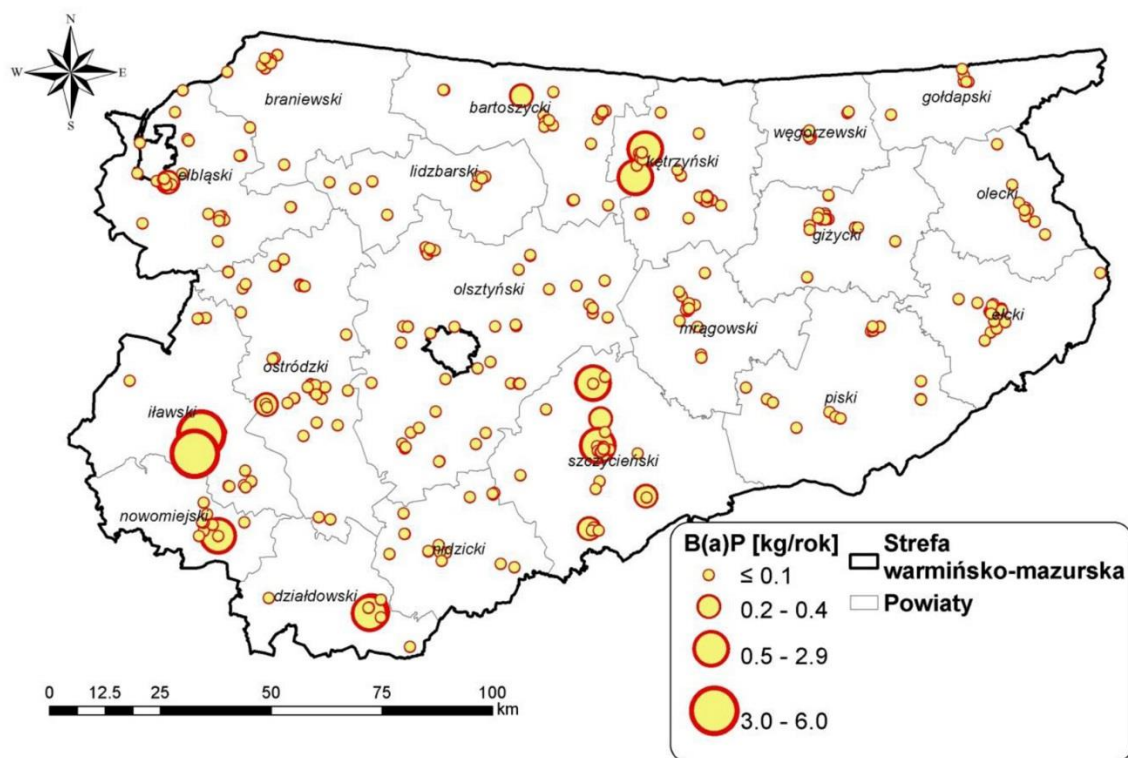 N
W E
S
braniewski
bartoszycki
gołdapski
węgorzewski
kętrzyński
elbląski
lidzbarski
olecki
giżycki
olsztyński
ełcki
mrągowski
ostródzki
piski
iławski
szczycieński
nowomiejski
nidzicki
działdowski
B(a)P [kg/rok]
≤ 0.1
0.2 - 0.4
0.5 - 2.9
3.0 - 6.0
Strefa
warmińsko-mazurska
Powiaty
0 12.5 25 50 75 100
km